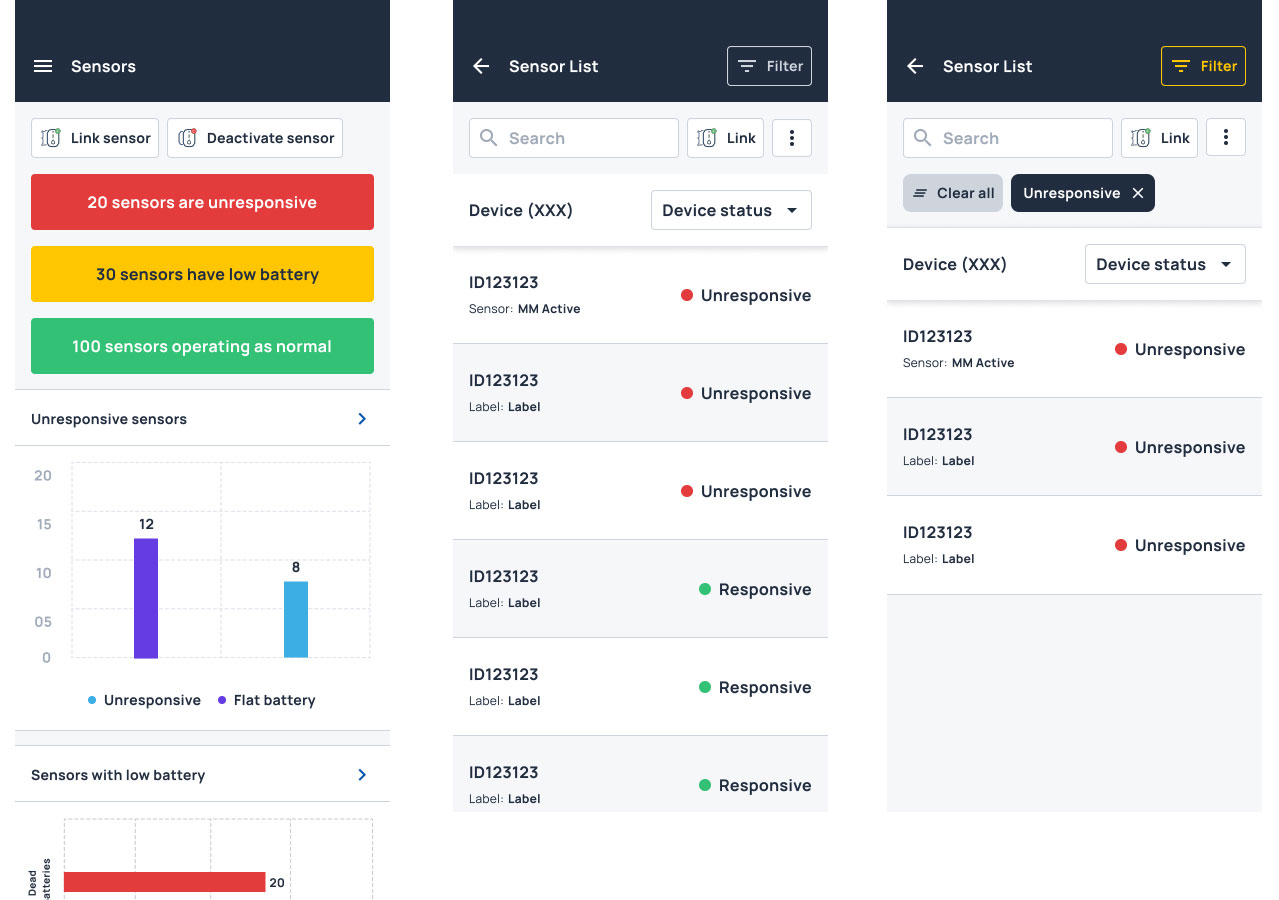 Sensors
Link sensor
Deactivate sensor
20 sensors are unresponsive
30 sensors have low battery
100 sensors operating as normal
Unresponsive sensors
20
15
10
05
0
12
8
Unresponsive
Flat battery
Sensors with low battery
Dead
20
Sensor List
Filter
Search
Link
Device (XXX)
Device status
ID123123
Sensor: MM Active
Unresponsive
ID123123
Label: Label
Unresponsive
ID123123
Label: Label
Unresponsive
ID123123
Label: Label
Responsive
ID123123
Label: Label
Responsive
ID123123
Label: Label
Responsive
Sensor List
Filter
Search
Link
Clear all
Unresponsive
Device (XXX)
Device status
ID123123
Sensor: MM Active
Unresponsive
ID123123
Label: Label
Unresponsive
ID123123
Label: Label
Unresponsive